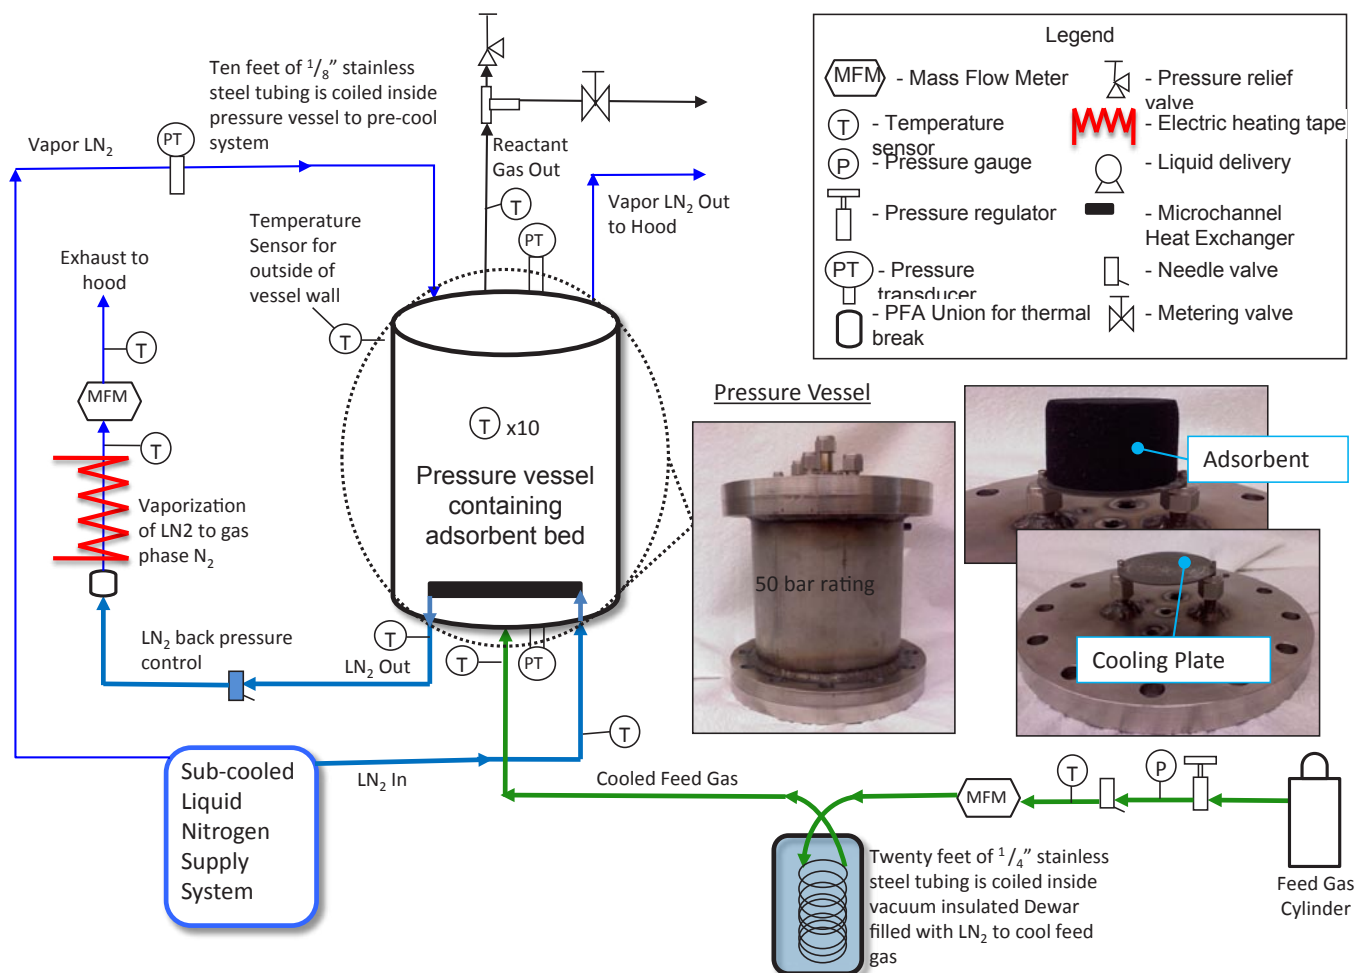 Ten feet of 1/8” stainless
steel tubing is coiled inside
pressure vessel to pre-cool
system
Vapor LN2
PT
Reactant
Gas Out
T
PT
Vapor LN2 Out
to Hood
Temperature
Sensor for
outside of
vessel wall
T
Exhaust to
hood
T
MFM
T
Vaporization
of LN2 to gas
phase N2
T x10
Pressure vessel
containing
adsorbent bed
T
LN2 Out
T
PT
LN2 back pressure
control
T
Sub-cooled
Liquid
Nitrogen
Supply
System
LN2 In
Cooled Feed Gas
MFM
T
P
Twenty feet of 1/4” stainless
steel tubing is coiled inside
vacuum insulated Dewar
filled with LN2 to cool feed
gas
Feed Gas
Cylinder
Legend
MFM - Mass Flow Meter
T - Temperature
sensor
P - Pressure gauge
- Pressure regulator
PT - Pressure
transducer
- PFA Union for thermal
break
- Pressure relief
valve
- Electric heating tape
- Liquid delivery
- Microchannel
Heat Exchanger
- Needle valve
- Metering valve
Pressure Vessel
50 bar rating
Adsorbent
Cooling Plate